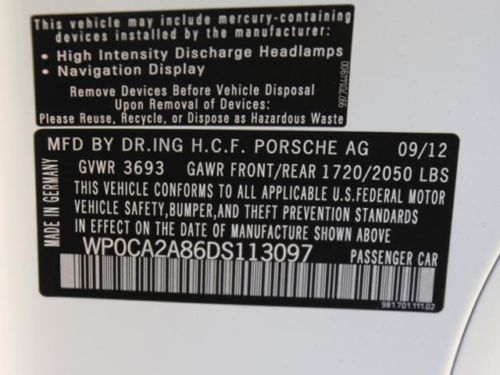 This vehicle may include mercury-containing
devices installed by the manufacturer:
• High Intensity Discharge Headlamps
• Navigation Display
Remove Devices Before Vehicle Disposal
Upon Removal of Devices:
Please Reuse, Recycle, or Dispose as Hazardous Waste
99770144900
MFD BY DR.ING H.C.F. PORSCHE AG 09/12
GVWR 3693 GAWR FRONT/REAR 1720/2050 LBS
THIS VEHICLE CONFORMS TO ALL APPLICABLE U.S.FEDERAL MOTOR
VEHICLE SAFETY,BUMPER,AND THEFT PREVENTION STANDARDS
IN EFFECT ON THE DATE OF MANUFACTURE SHOWN ABOVE.
WP0CA2A86DS113097 PASSENGER CAR
MADE IN GERMANY
981.701.111.02